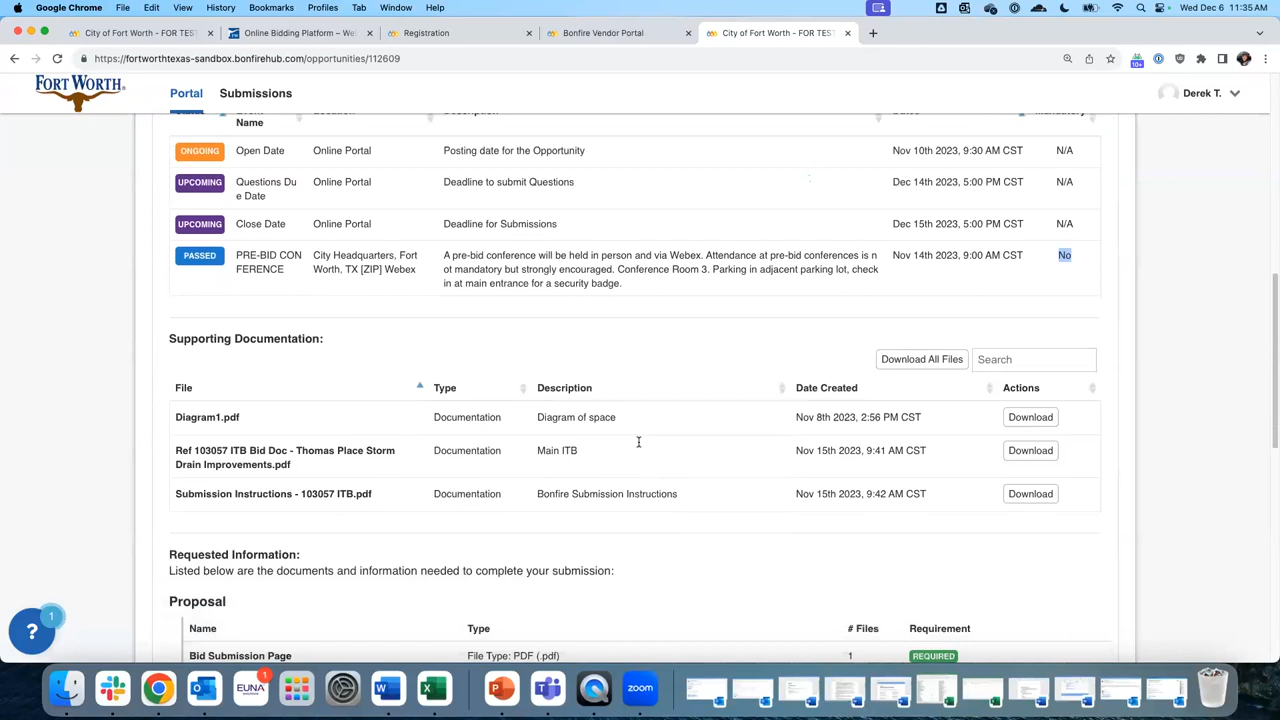 Google Chrome File Edit View History Bookmarks Profiles Tab Window Help Wed Dec 6 11:35 AM
City of Fort Worth - FOR TEST × Online Bidding Platform – We × Registration × Bonfire Vendor Portal × City of Fort Worth - FOR TEST × +
https://fortworthtexas-sandbox.bonfirehub.com/opportunities/112609 10+
FORT WORTH
Portal Submissions Derek T.
Event Name Location Description Dates Mandatory
ONGOING Open Date Online Portal Posting date for the Opportunity Nov 10th 2023, 9:30 AM CST N/A
UPCOMING Questions Du Online Portal Deadline to submit Questions Dec 14th 2023, 5:00 PM CST N/A
e Date
UPCOMING Close Date Online Portal Deadline for Submissions Dec 15th 2023, 5:00 PM CST N/A
PASSED PRE-BID CON City Headquarters, Fort A pre-bid conference will be held in person and via Webex. Attendance at pre-bid conferences is n Nov 14th 2023, 9:00 AM CST No
FERENCE Worth, TX [ZIP] Webex ot mandatory but strongly encouraged. Conference Room 3. Parking in adjacent parking lot, check
in at main entrance for a security badge.
Supporting Documentation:
Download All Files Search
File Type Description Date Created Actions
Diagram1.pdf Documentation Diagram of space Nov 8th 2023, 2:56 PM CST Download
Ref 103057 ITB Bid Doc - Thomas Place Storm Documentation Main ITB Nov 15th 2023, 9:41 AM CST Download
Drain Improvements.pdf
Submission Instructions - 103057 ITB.pdf Documentation Bonfire Submission Instructions Nov 15th 2023, 9:42 AM CST Download
Requested Information:
Listed below are the documents and information needed to complete your submission:
Proposal
Name Type # Files Requirement
Bid Submission Page File Type: PDF (.pdf) 1 REQUIRED
? 1
EUNA 1 zoom